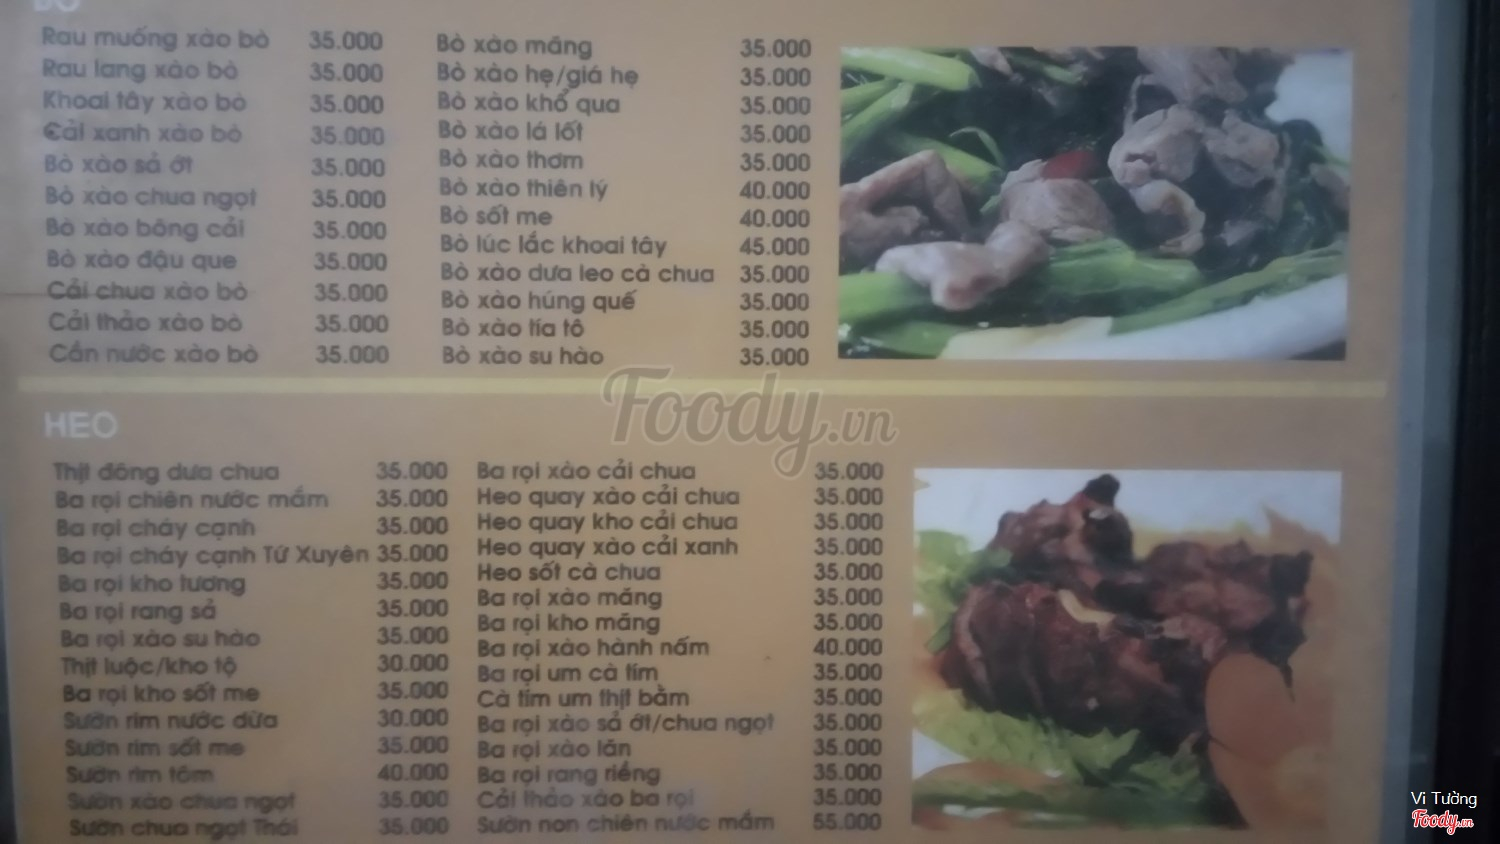 BÒ
Rau muống xào bò 35.000
Rau lang xào bò 35.000
Khoai tây xào bò 35.000
Cải xanh xào bò 35.000
Bò xào sả ớt 35.000
Bò xào chua ngọt 35.000
Bò xào bông cải 35.000
Bò xào đậu que 35.000
Cải chua xào bò 35.000
Cải thảo xào bò 35.000
Cần nước xào bò 35.000
Bò xào măng 35.000
Bò xào hẹ/giá hẹ 35.000
Bò xào khổ qua 35.000
Bò xào lá lốt 35.000
Bò xào thơm 35.000
Bò xào thiên lý 40.000
Bò sốt me 40.000
Bò lúc lắc khoai tây 45.000
Bò xào dưa leo cà chua 35.000
Bò xào húng quế 35.000
Bò xào tía tô 35.000
Bò xào su hào 35.000
Foody.vn
HEO
Thịt đông dưa chua 35.000
Ba rọi chiên nước mắm 35.000
Ba rọi cháy cạnh 35.000
Ba rọi cháy cạnh Tứ Xuyên 35.000
Ba rọi kho tương 35.000
Ba rọi rang sả 35.000
Ba rọi xào su hào 35.000
Thịt luộc/kho tộ 30.000
Ba rọi kho sốt me 35.000
Sườn rim nước dừa 30.000
Sườn rim sốt me 35.000
Sườn rim tôm 40.000
Sườn xào chua ngọt 35.000
Sườn chua ngọt Thái 35.000
Ba rọi xào cải chua 35.000
Heo quay xào cải chua 35.000
Heo quay kho cải chua 35.000
Heo quay xào cải xanh 35.000
Heo sốt cà chua 35.000
Ba rọi xào măng 35.000
Ba rọi kho măng 35.000
Ba rọi xào hành nấm 40.000
Ba rọi um cà tím 35.000
Cà tím um thịt bằm 35.000
Ba rọi xào sả ớt/chua ngọt 35.000
Ba rọi xào lăn 35.000
Ba rọi rang riềng 35.000
Cải thảo xào ba rọi 35.000
Sườn non chiên nước mắm 55.000
Vi Tường
Foody.vn